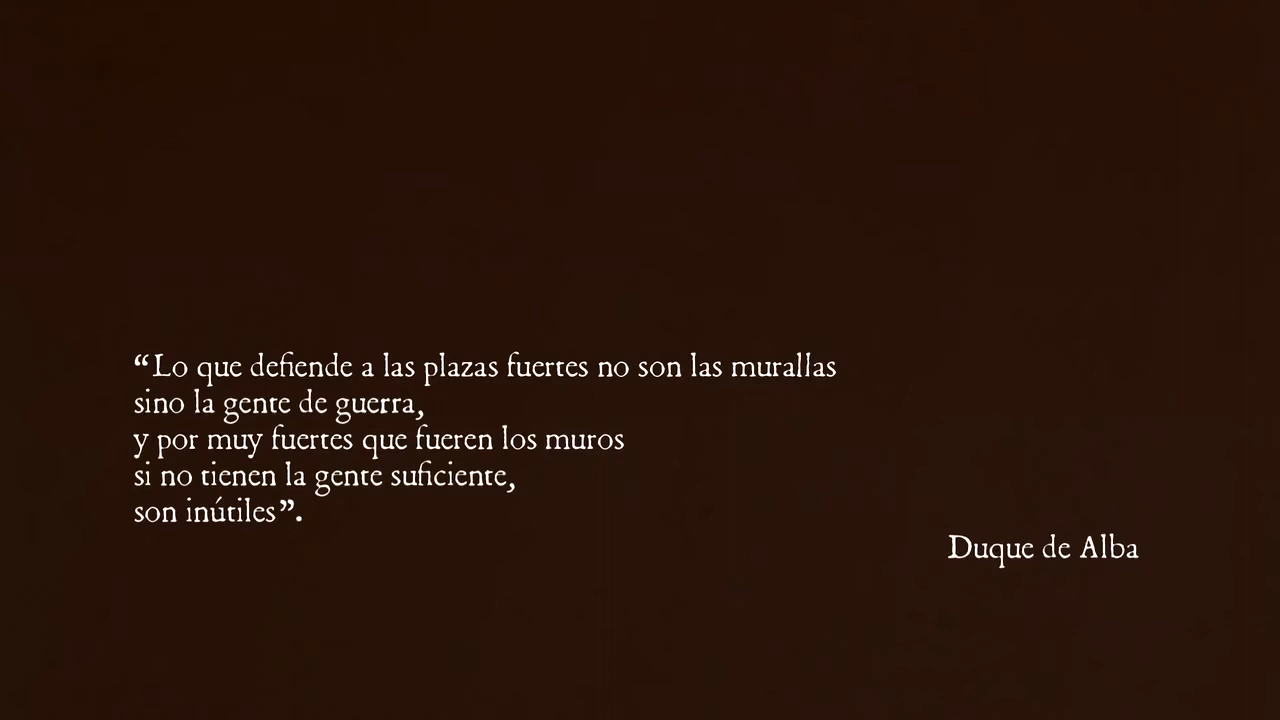 “Lo que defiende a las plazas fuertes no son las murallas
sino la gente de guerra,
y por muy fuertes que fueren los muros
si no tienen la gente suficiente,
son inútiles”.
Duque de Alba